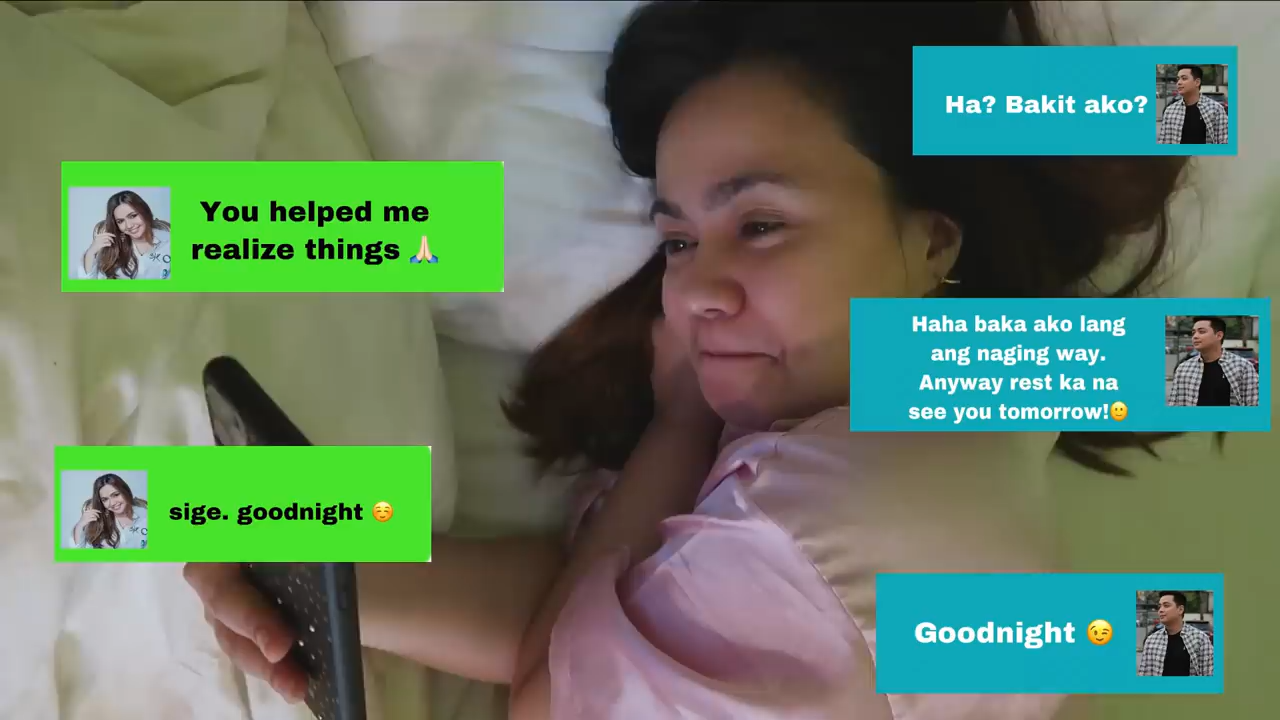 Ha? Bakit ako?
You helped me
realize things 🙏🏻
Haha baka ako lang
ang naging way.
Anyway rest ka na
see you tomorrow!🙂
sige. goodnight ☺️
Goodnight 😉